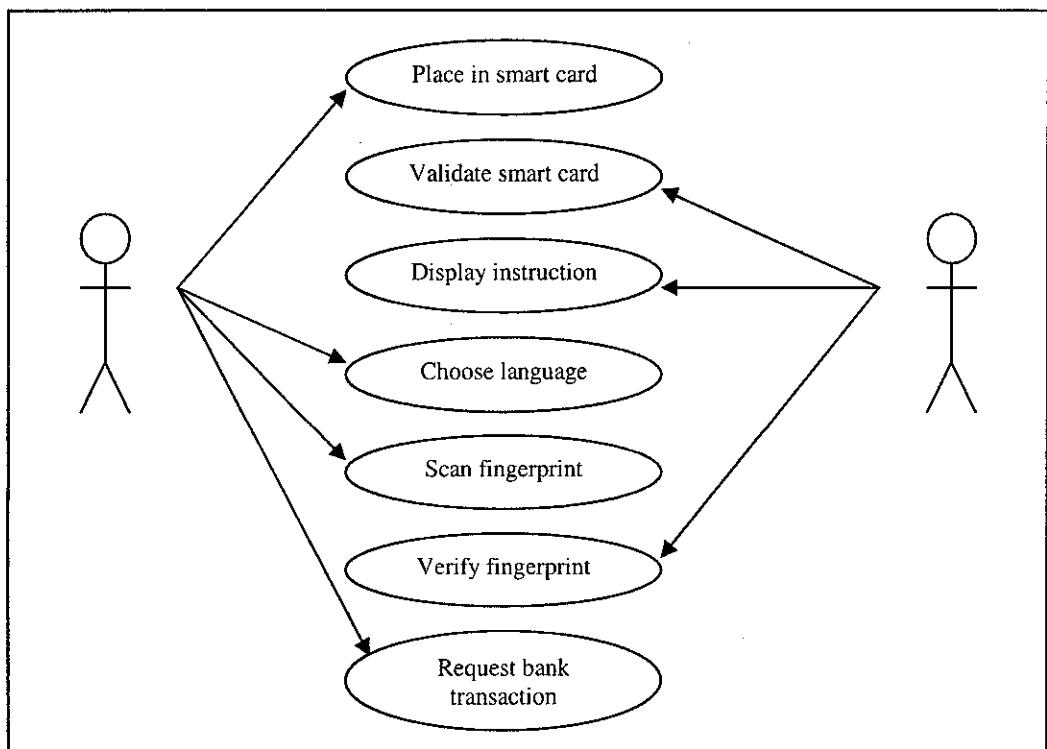 Place in smart card
Validate smart card
Display instruction
Choose language
Scan fingerprint
Verify fingerprint
Request bank
transaction